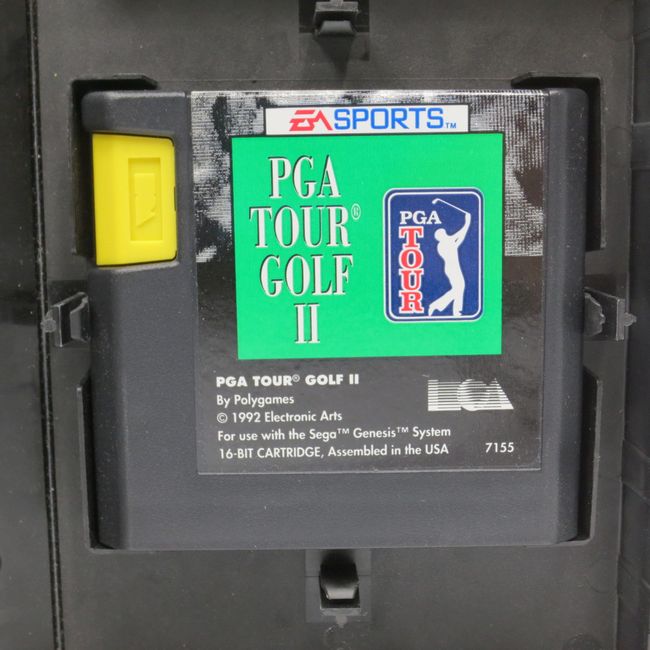 EA SPORTS™
PGA
TOUR®
GOLF
II
PGA
TOUR
PGA TOUR® GOLF II
By Polygames
© 1992 Electronic Arts
For use with the Sega™ Genesis™ System
16-BIT CARTRIDGE, Assembled in the USA
7155